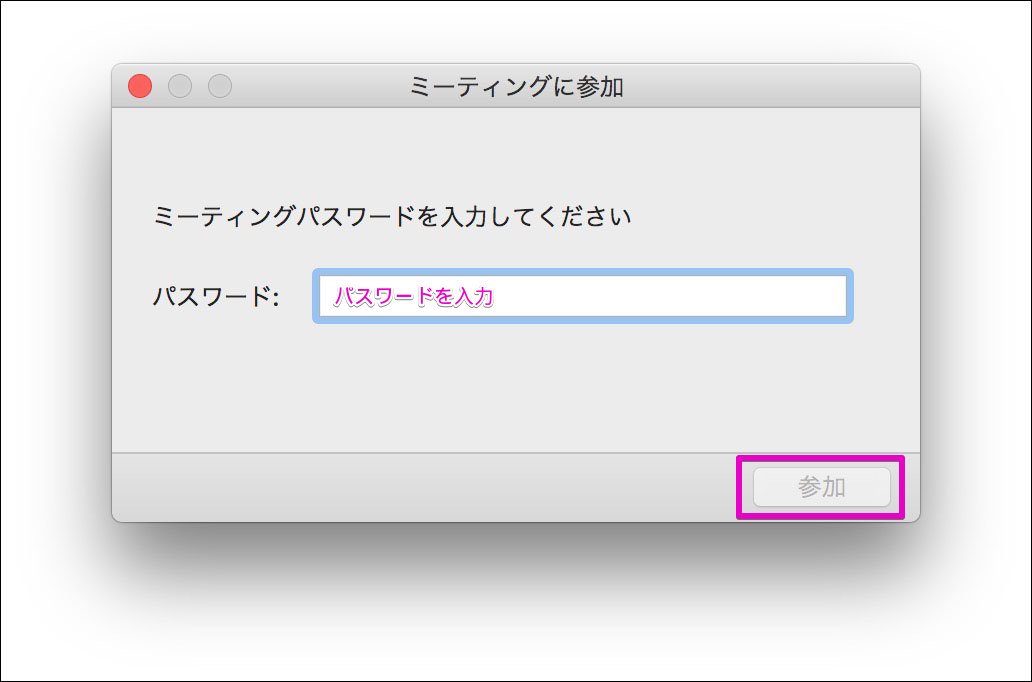 ミーティングに参加
ミーティングパスワードを入力してください
パスワード: パスワードを入力
参加